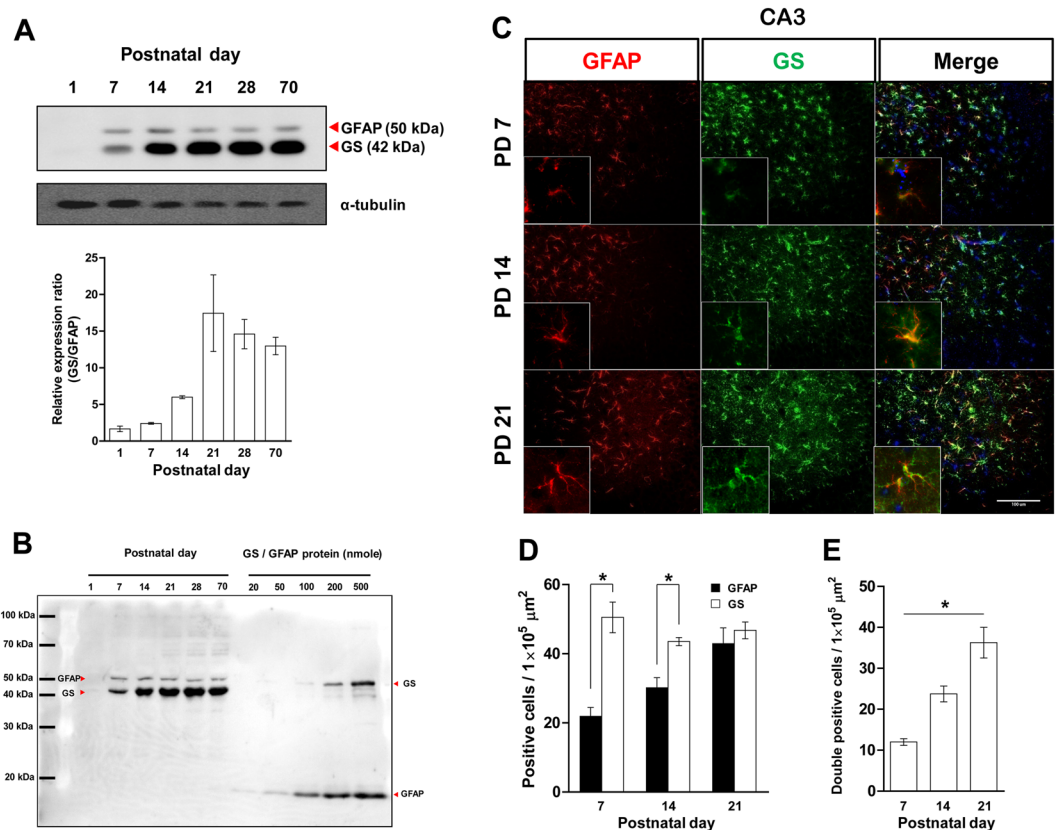 A
Postnatal day
1 7 14 21 28 70
GFAP (50 kDa)
GS (42 kDa)
α-tubulin
Relative expression ratio
(GS/GFAP)
25
20
15
10
5
0
1 7 14 21 28 70
Postnatal day
B
Postnatal day GS / GFAP protein (nmole)
1 7 14 21 28 70 20 50 100 200 500
100 kDa
70 kDa
50 kDa
GFAP
GS
40 kDa
30 kDa
20 kDa
GS
GFAP
C
CA3
GFAP GS Merge
PD 7
PD 14
PD 21
100 μm
D
Positive cells / 1×10⁵ μm²
60
40
20
0
* *
GFAP
GS
7 14 21
Postnatal day
E
Double positive cells / 1×10⁵ μm²
50
40
30
20
10
0
*
7 14 21
Postnatal day